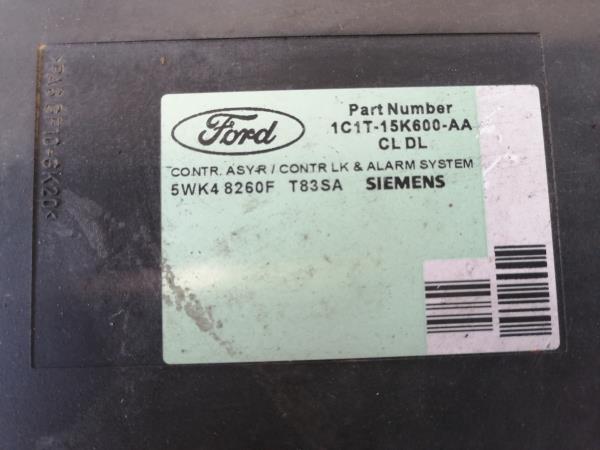 Ford
Part Number
1C1T-15K600-AA
CL DL
CONTR. ASY-R / CONTR LK & ALARM SYSTEM
5WK4 8260F T83SA SIEMENS